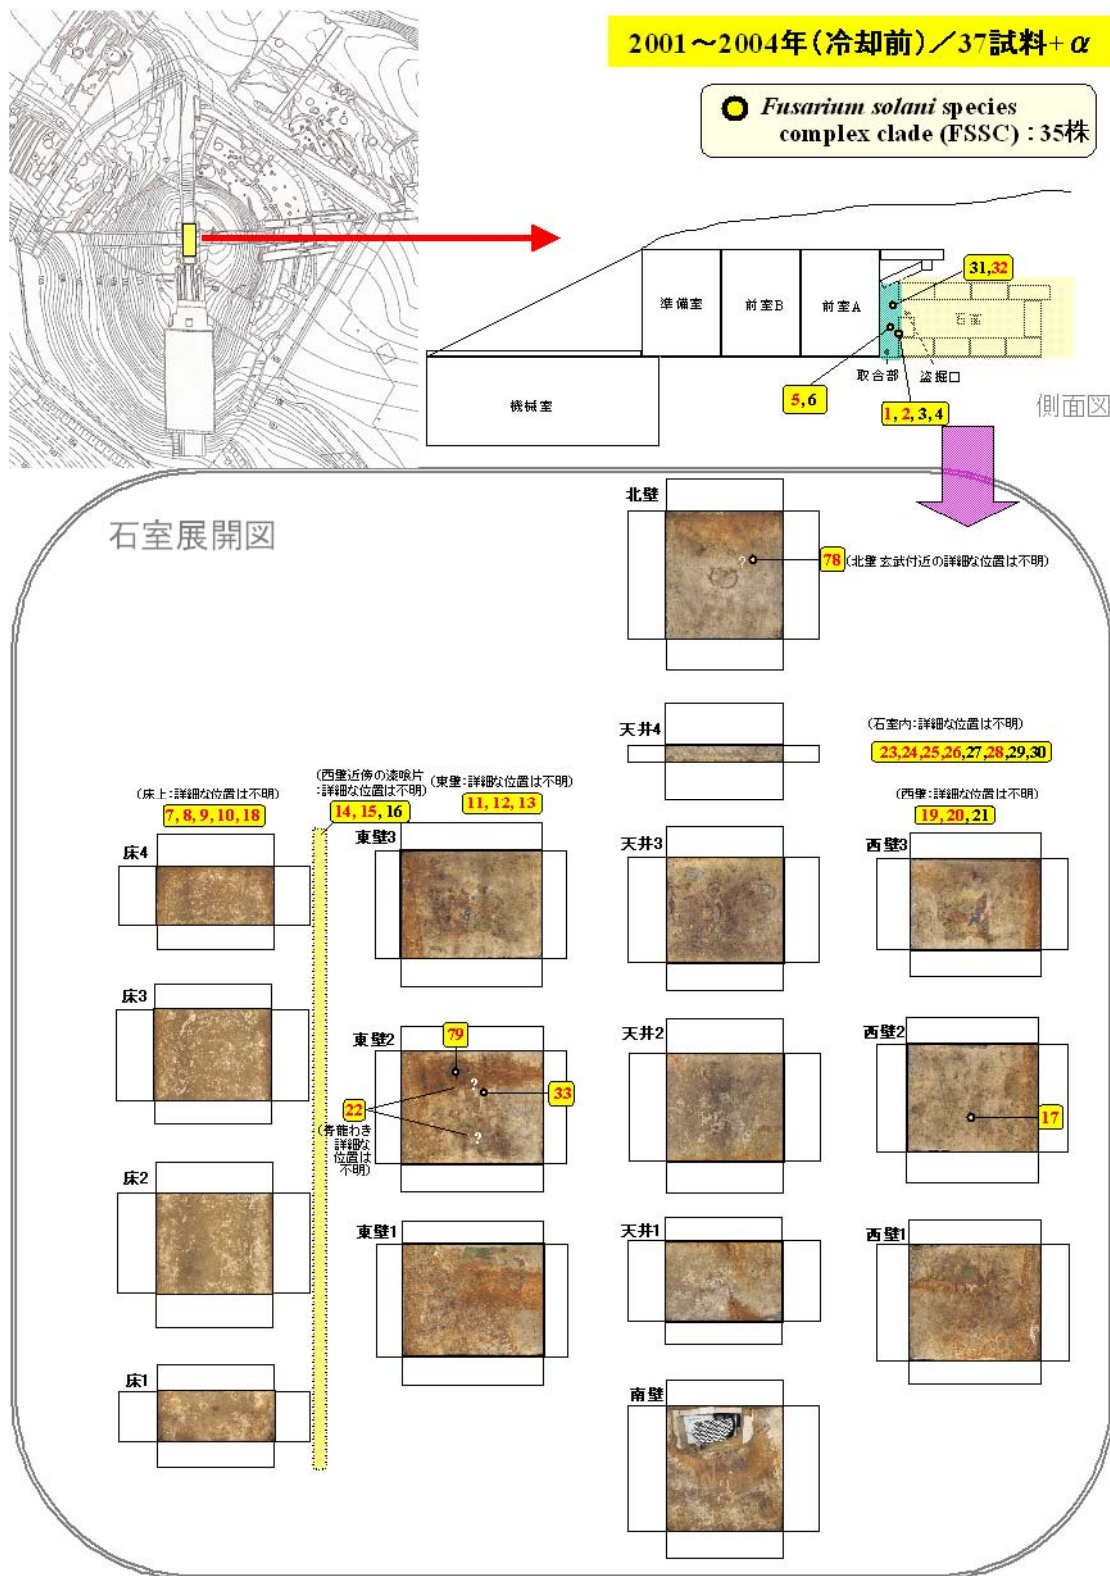 2001～2004年(冷却前)／37試料+α
Fusarium solani species
complex clade (FSSC)：35株
準備室
前室B
前室A
石室
31,32
取合部
盗掘口
5,6
1, 2, 3, 4
機械室
側面図
石室展開図
北壁
?
78
(北壁 玄武付近の詳細な位置は不明)
天井4
(石室内：詳細な位置は不明)
23,24,25,26,27,28,29,30
(床上：詳細な位置は不明)
7, 8, 9, 10, 18
(西壁近傍の漆喰片
：詳細な位置は不明)
14, 15, 16
(東壁：詳細な位置は不明)
11, 12, 13
(西壁：詳細な位置は不明)
19, 20, 21
床4
東壁3
天井3
西壁3
床3
東壁2
79
?
33
22
?
(青龍わき
詳細な
位置は
不明)
天井2
西壁2
17
床2
東壁1
天井1
西壁1
床1
南壁